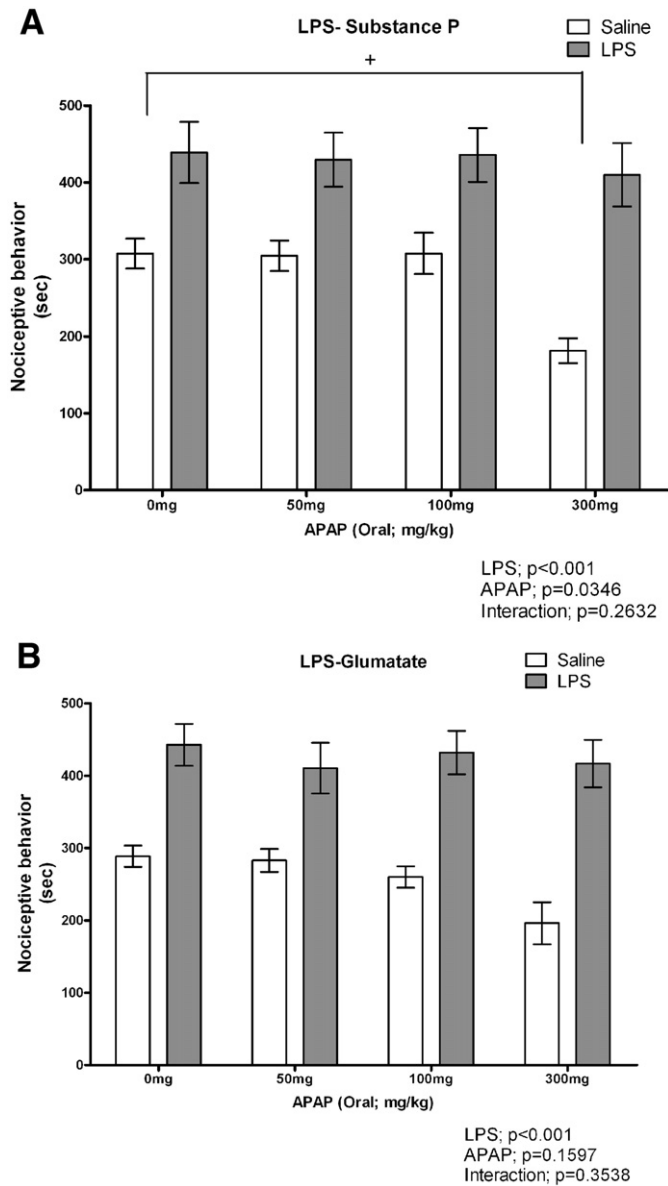 A
LPS- Substance P
Saline
LPS
+
500
400
300
200
100
0
Nociceptive behavior
(sec)
0mg
50mg
100mg
300mg
APAP (Oral; mg/kg)
LPS; p<0.001
APAP; p=0.0346
Interaction; p=0.2632
B
LPS-Glumatate
Saline
LPS
500
400
300
200
100
0
Nociceptive behavior
(sec)
0mg
50mg
100mg
300mg
APAP (Oral; mg/kg)
LPS; p<0.001
APAP; p=0.1597
Interaction; p=0.3538